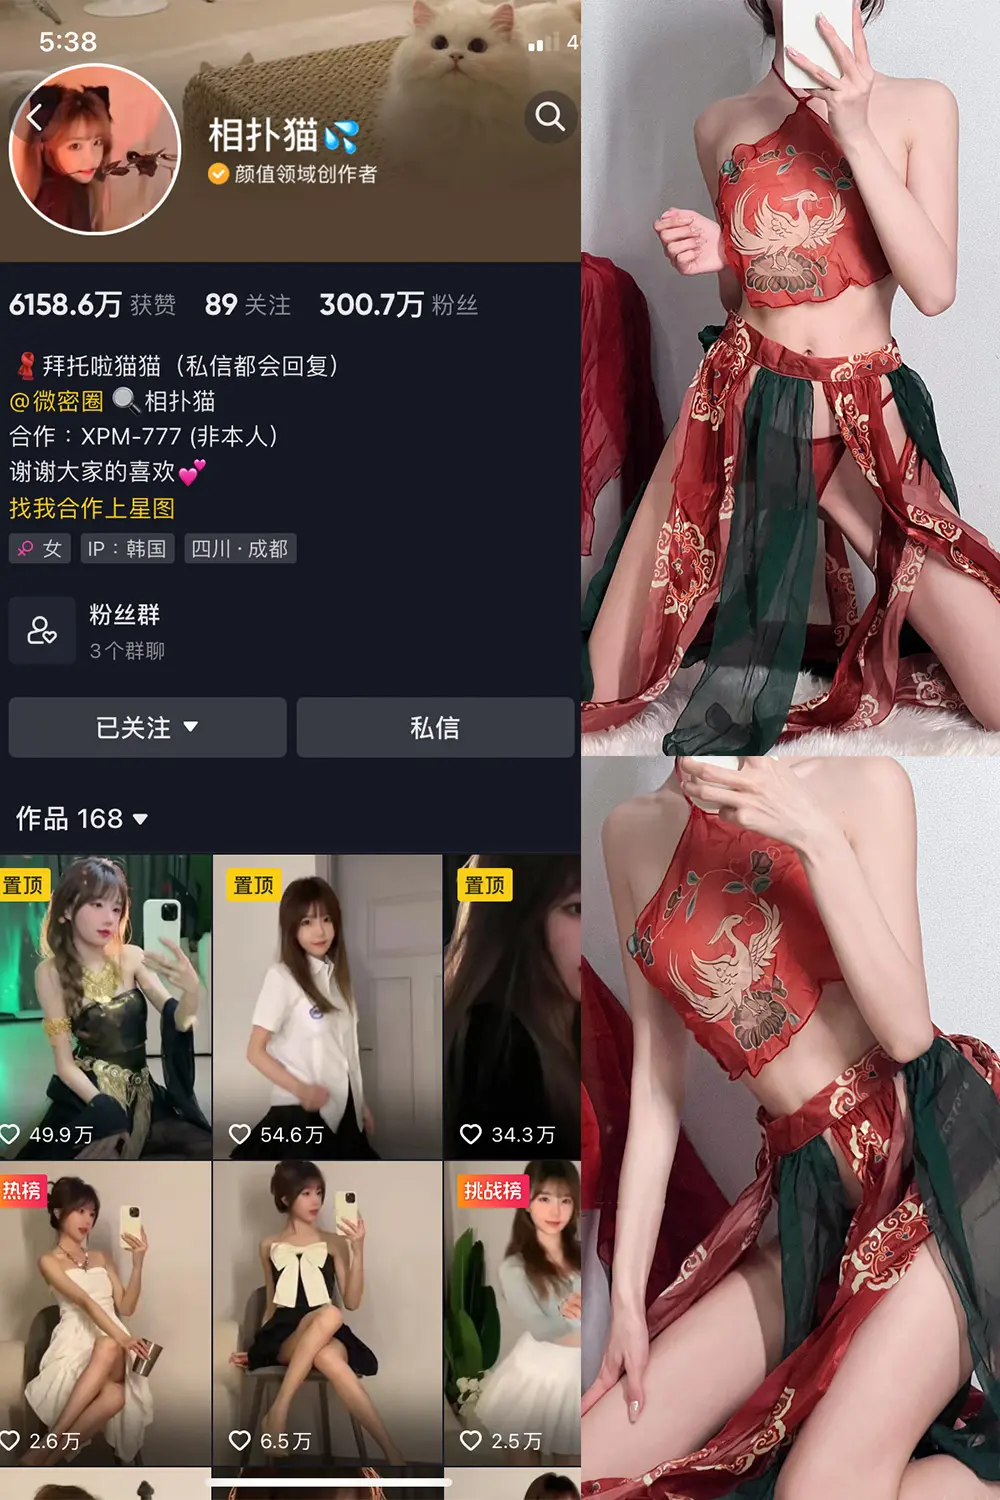 5:38
4
相扑猫💦
颜值领域创作者
6158.6万 获赞 89 关注 300.7万 粉丝
拜托啦猫猫（私信都会回复）
@微密圈 🔍相扑猫
合作：XPM-777 (非本人)
谢谢大家的喜欢💕
找我合作上星图
女 IP：韩国 四川·成都
粉丝群
3个群聊
已关注 私信
作品 168
置顶 置顶 置顶
49.9万 54.6万 34.3万
热榜 挑战榜
2.6万 6.5万 2.5万